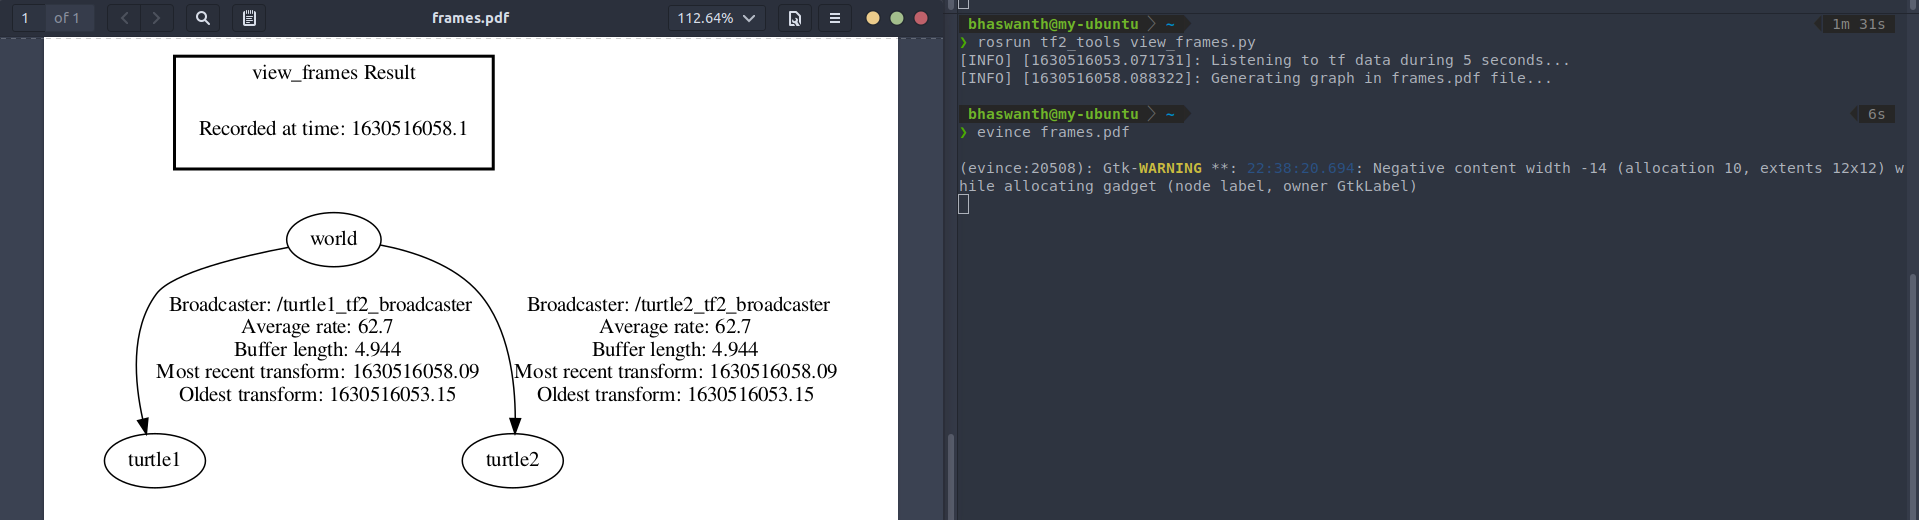 1 of 1 frames.pdf 112.64%
view_frames Result
Recorded at time: 1630516058.1
world
Broadcaster: /turtle1_tf2_broadcaster
Average rate: 62.7
Buffer length: 4.944
Most recent transform: 1630516058.09
Oldest transform: 1630516053.15
Broadcaster: /turtle2_tf2_broadcaster
Average rate: 62.7
Buffer length: 4.944
Most recent transform: 1630516058.09
Oldest transform: 1630516053.15
turtle1
turtle2
bhaswanth@my-ubuntu ~ 1m 31s
❯ rosrun tf2_tools view_frames.py
[INFO] [1630516053.071731]: Listening to tf data during 5 seconds...
[INFO] [1630516058.088322]: Generating graph in frames.pdf file...
bhaswanth@my-ubuntu ~ 6s
❯ evince frames.pdf
(evince:20508): Gtk-WARNING **: 22:38:20.694: Negative content width -14 (allocation 10, extents 12x12) w
hile allocating gadget (node label, owner GtkLabel)